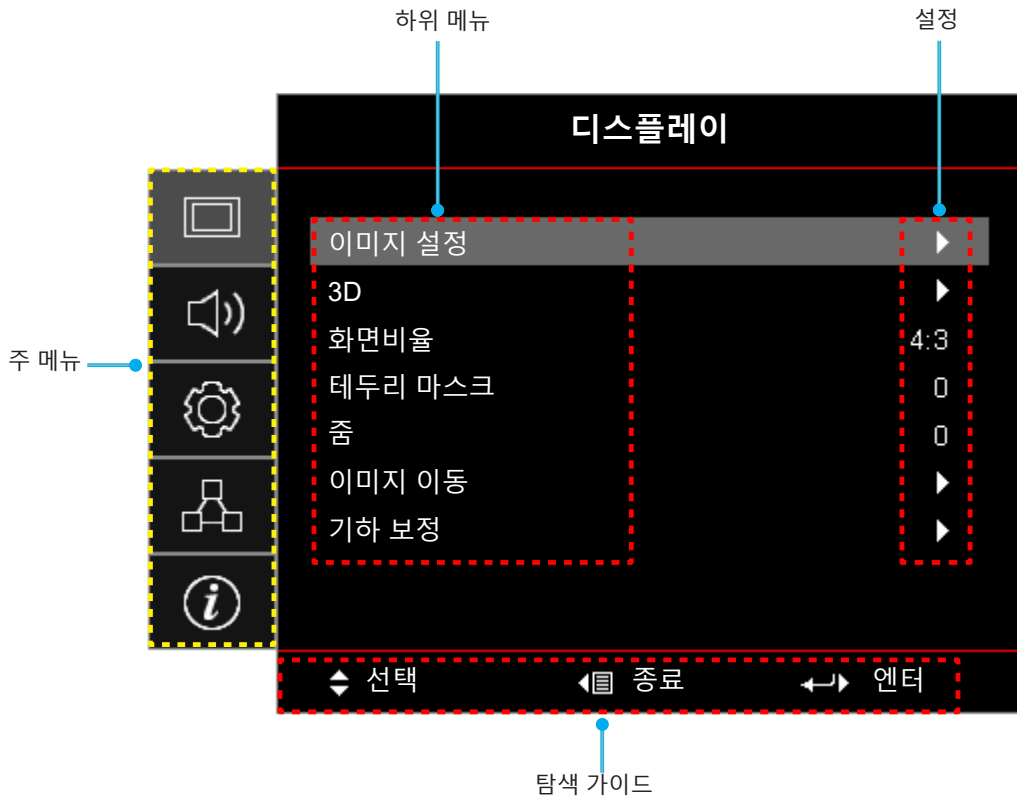 하위 메뉴 설정
디스플레이
이미지 설정
3D
화면비율 4:3
주 메뉴
테두리 마스크 0
줌 0
이미지 이동
기하 보정
선택 종료 엔터
탐색 가이드